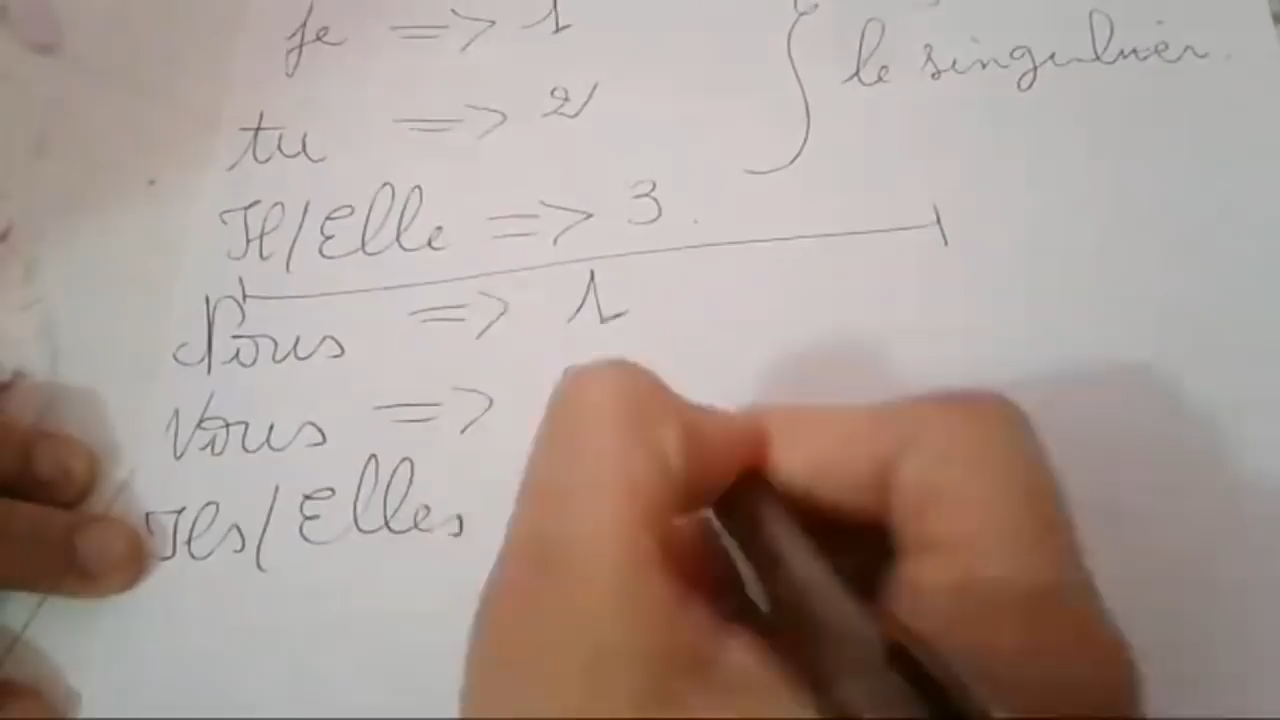 je => 1
tu => 2
Il/Elle => 3.
le singulier.
Nous => 1
Vous =>
Ils/Elles